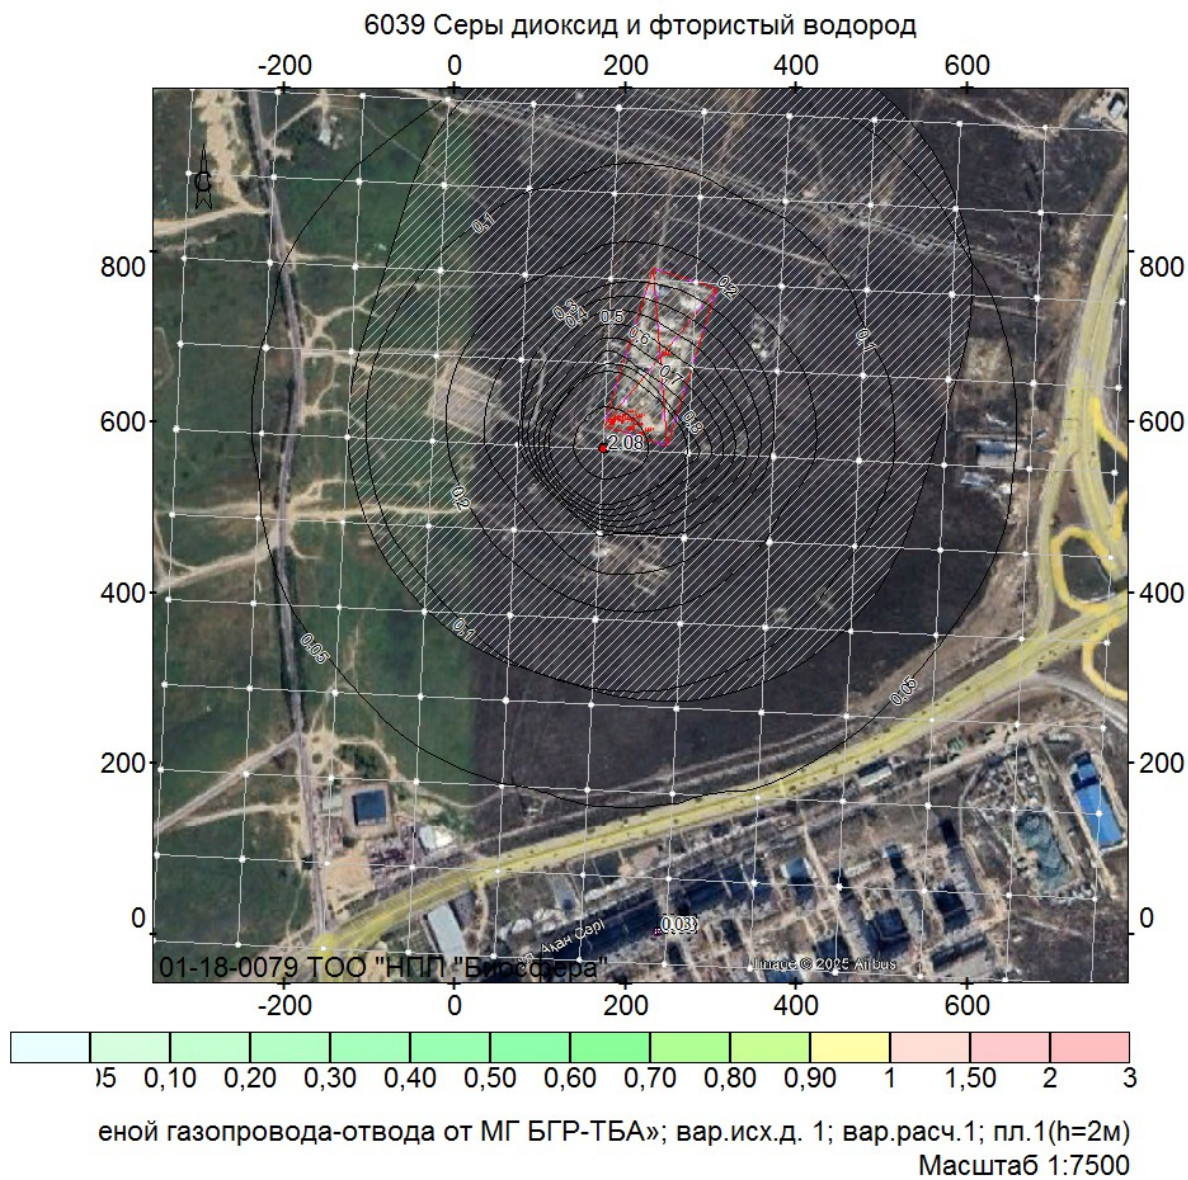 6039 Серы диоксид и фтористый водород
-200 0 200 400 600
С
0,1
800 800
0,2
0,5
0,6
0,1
0,7
600 0,8 600
2.08
0,2
400 400
0,1
0,05
0,05
200 200
0 0,03 0
Ақан Сері
01-18-0079 ТОО "НПП "Биосфера"
Image © 2025 Airbus
-200 0 200 400 600
05 0,10 0,20 0,30 0,40 0,50 0,60 0,70 0,80 0,90 1 1,50 2 3
еной газопровода-отвода от МГ БГР-ТБА»; вар.исх.д. 1; вар.расч.1; пл.1(h=2м)
Масштаб 1:7500